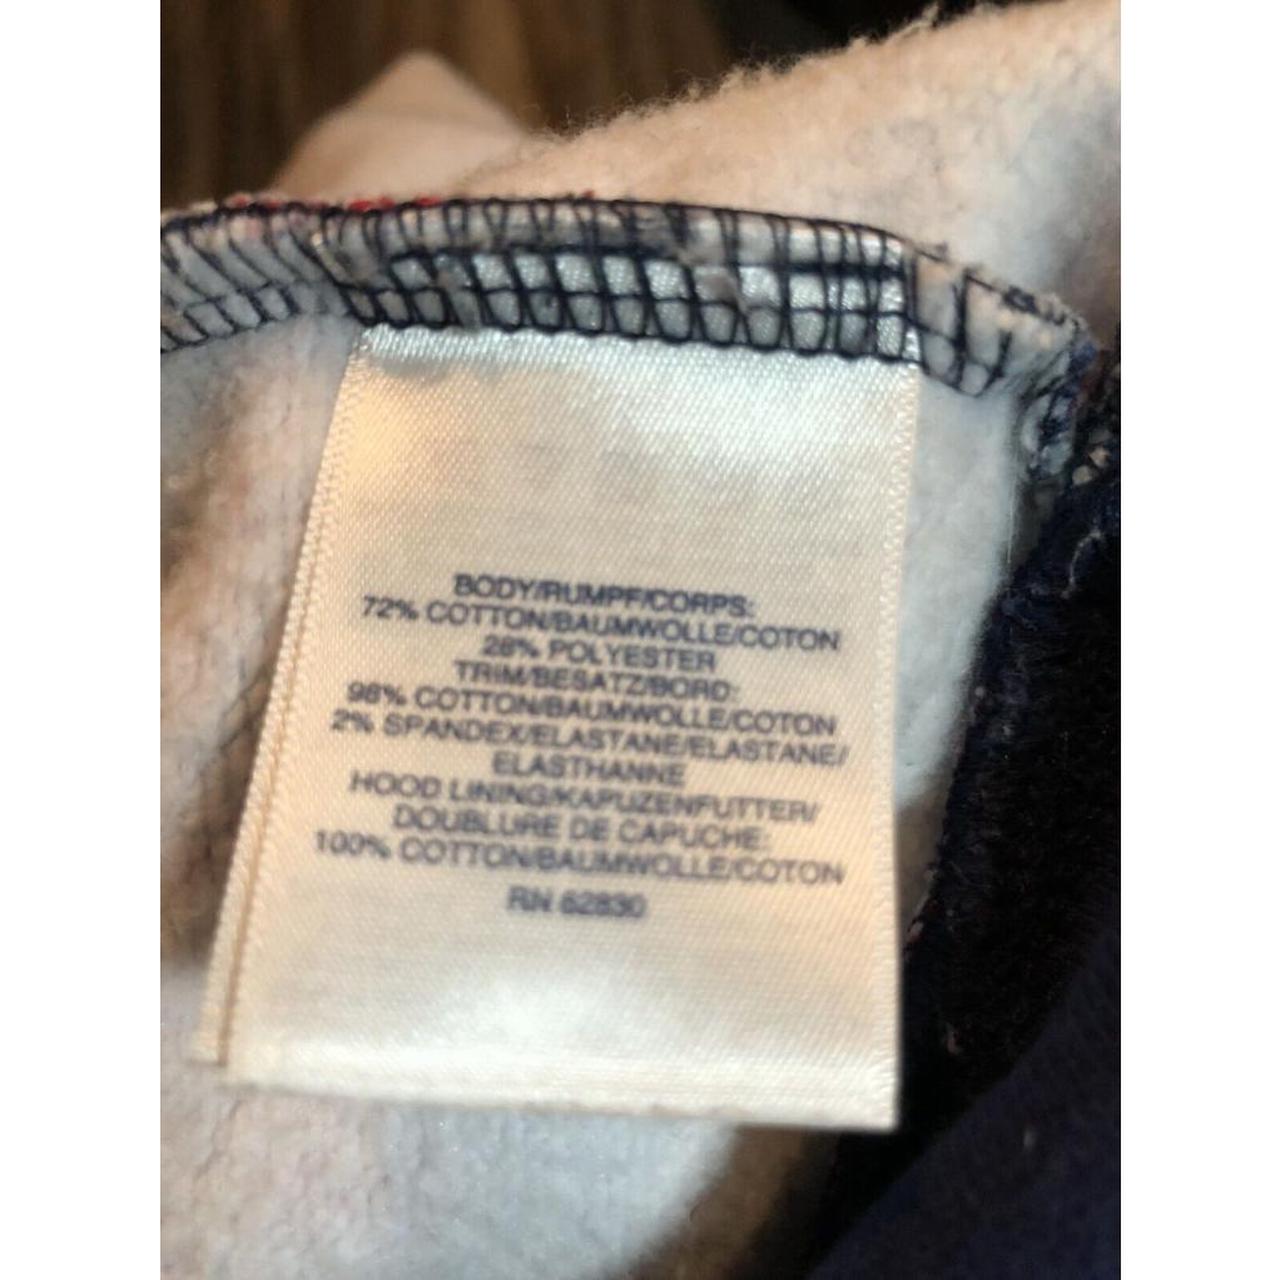 BODY/RUMPF/CORPS:
72% COTTON/BAUMWOLLE/COTON
28% POLYESTER
TRIM/BESATZ/BORD:
98% COTTON/BAUMWOLLE/COTON
2% SPANDEX/ELASTANE/ELASTANE/
ELASTHANNE
HOOD LINING/KAPUZENFUTTER/
DOUBLURE DE CAPUCHE:
100% COTTON/BAUMWOLLE/COTON
RN 62830